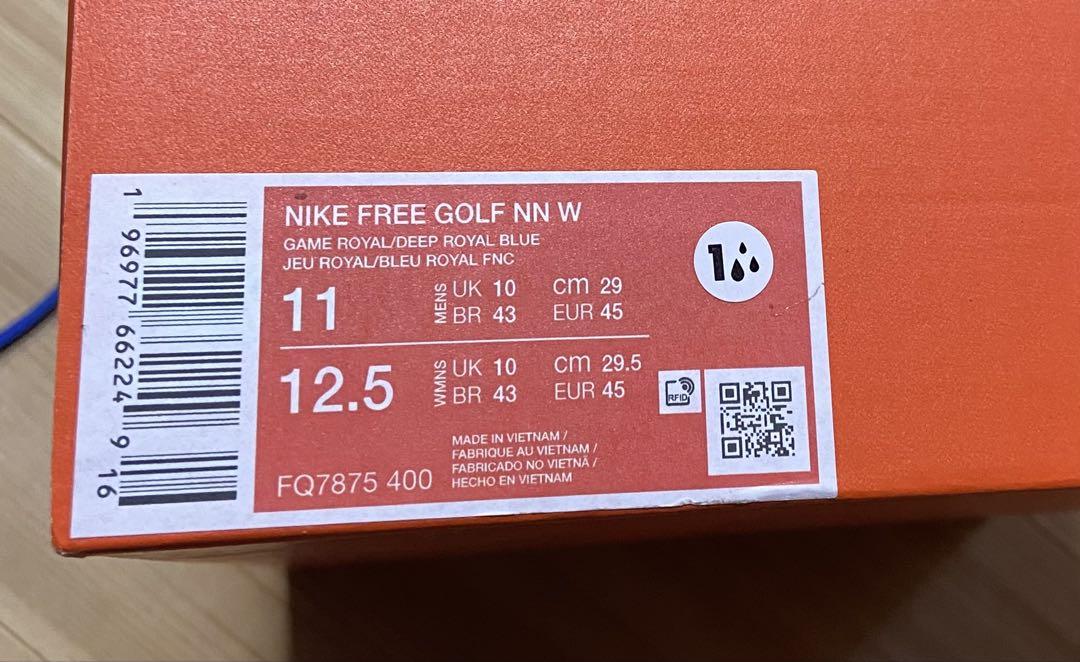 NIKE FREE GOLF NN W
GAME ROYAL/DEEP ROYAL BLUE
JEU ROYAL/BLEU ROYAL FNC
11 MENS UK 10 cm 29
BR 43 EUR 45
12.5 WMNS UK 10 cm 29.5
BR 43 EUR 45
FQ7875 400
MADE IN VIETNAM /
FABRIQUE AU VIETNAM /
FABRICADO NO VIETNÃ /
HECHO EN VIETNAM
1
RFID
1 96977 66224 9 16